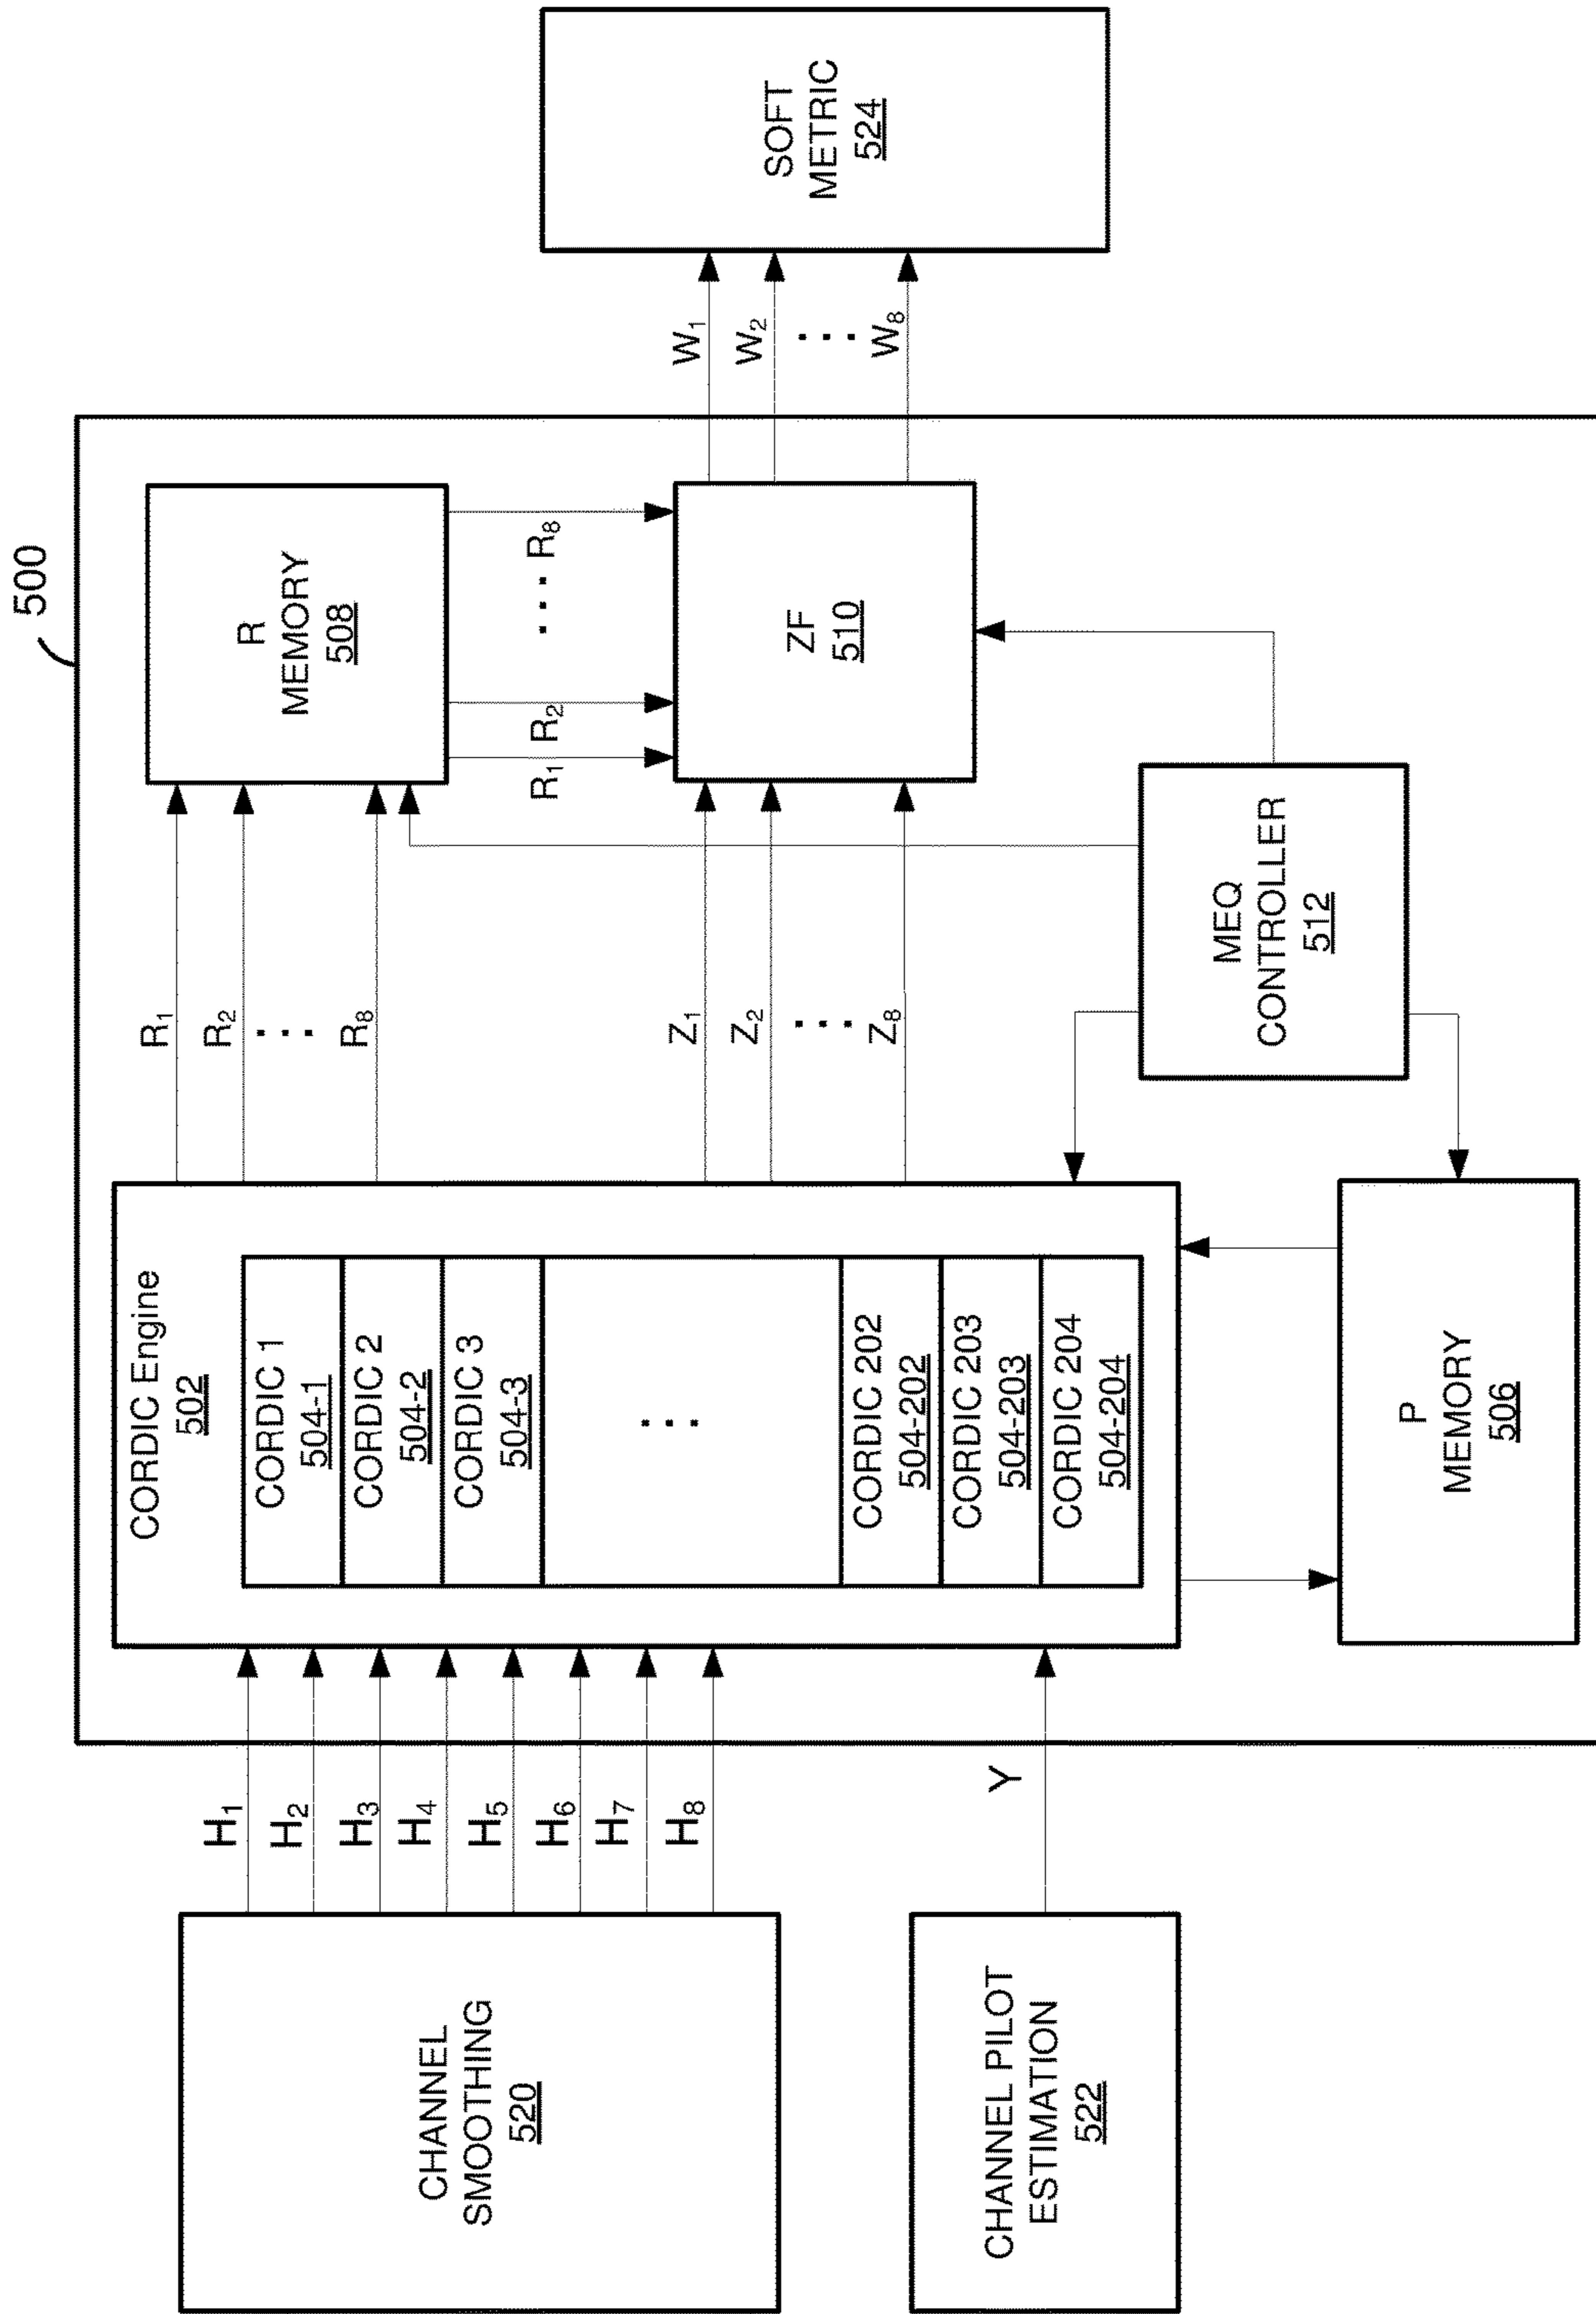 500
CHANNEL
SMOOTHING
520
CHANNEL PILOT
ESTIMATION
522
H1
H2
H3
H4
H5
H6
H7
H8
Y
CORDIC Engine
502
CORDIC 1
504-1
CORDIC 2
504-2
CORDIC 3
504-3
...
CORDIC 202
504-202
CORDIC 203
504-203
CORDIC 204
504-204
P
MEMORY
506
R1
R2
...
R8
Z1
Z2
...
Z8
MEQ
CONTROLLER
512
R
MEMORY
508
R1
R2
...
R8
ZF
510
W1
W2
...
W8
SOFT
METRIC
524